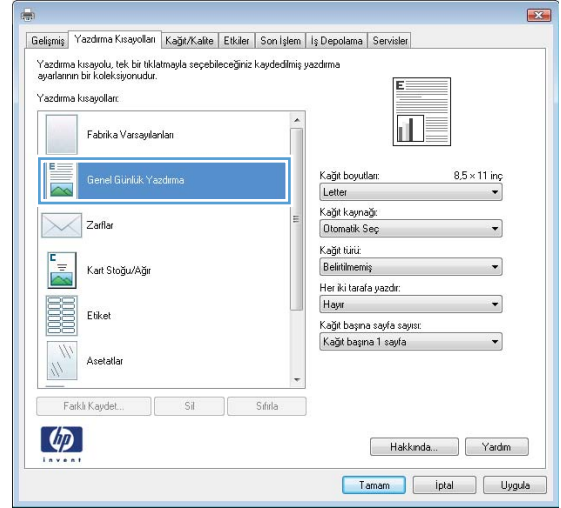 Gelişmiş Yazdırma Kısayolları Kağıt/Kalite Etkiler Son İşlem İş Depolama Servisler
Yazdırma kısayolu, tek bir tıklatmayla seçebileceğiniz kaydedilmiş yazdırma
ayarlarının bir koleksiyonudur.
Yazdırma kısayolları:
Fabrika Varsayılanları
Genel Günlük Yazdırma
Zarflar
Kart Stoğu/Ağır
Etiket
Asetatlar
Farklı Kaydet... Sil Sıfırla
E
Kağıt boyutları: 8,5 × 11 inç
Letter
Kağıt kaynağı:
Otomatik Seç
Kağıt türü:
Belirtilmemiş
Her iki tarafa yazdır:
Hayır
Kağıt başına sayfa sayısı:
Kağıt başına 1 sayfa
hp
invent
Hakkında... Yardım
Tamam İptal Uygula